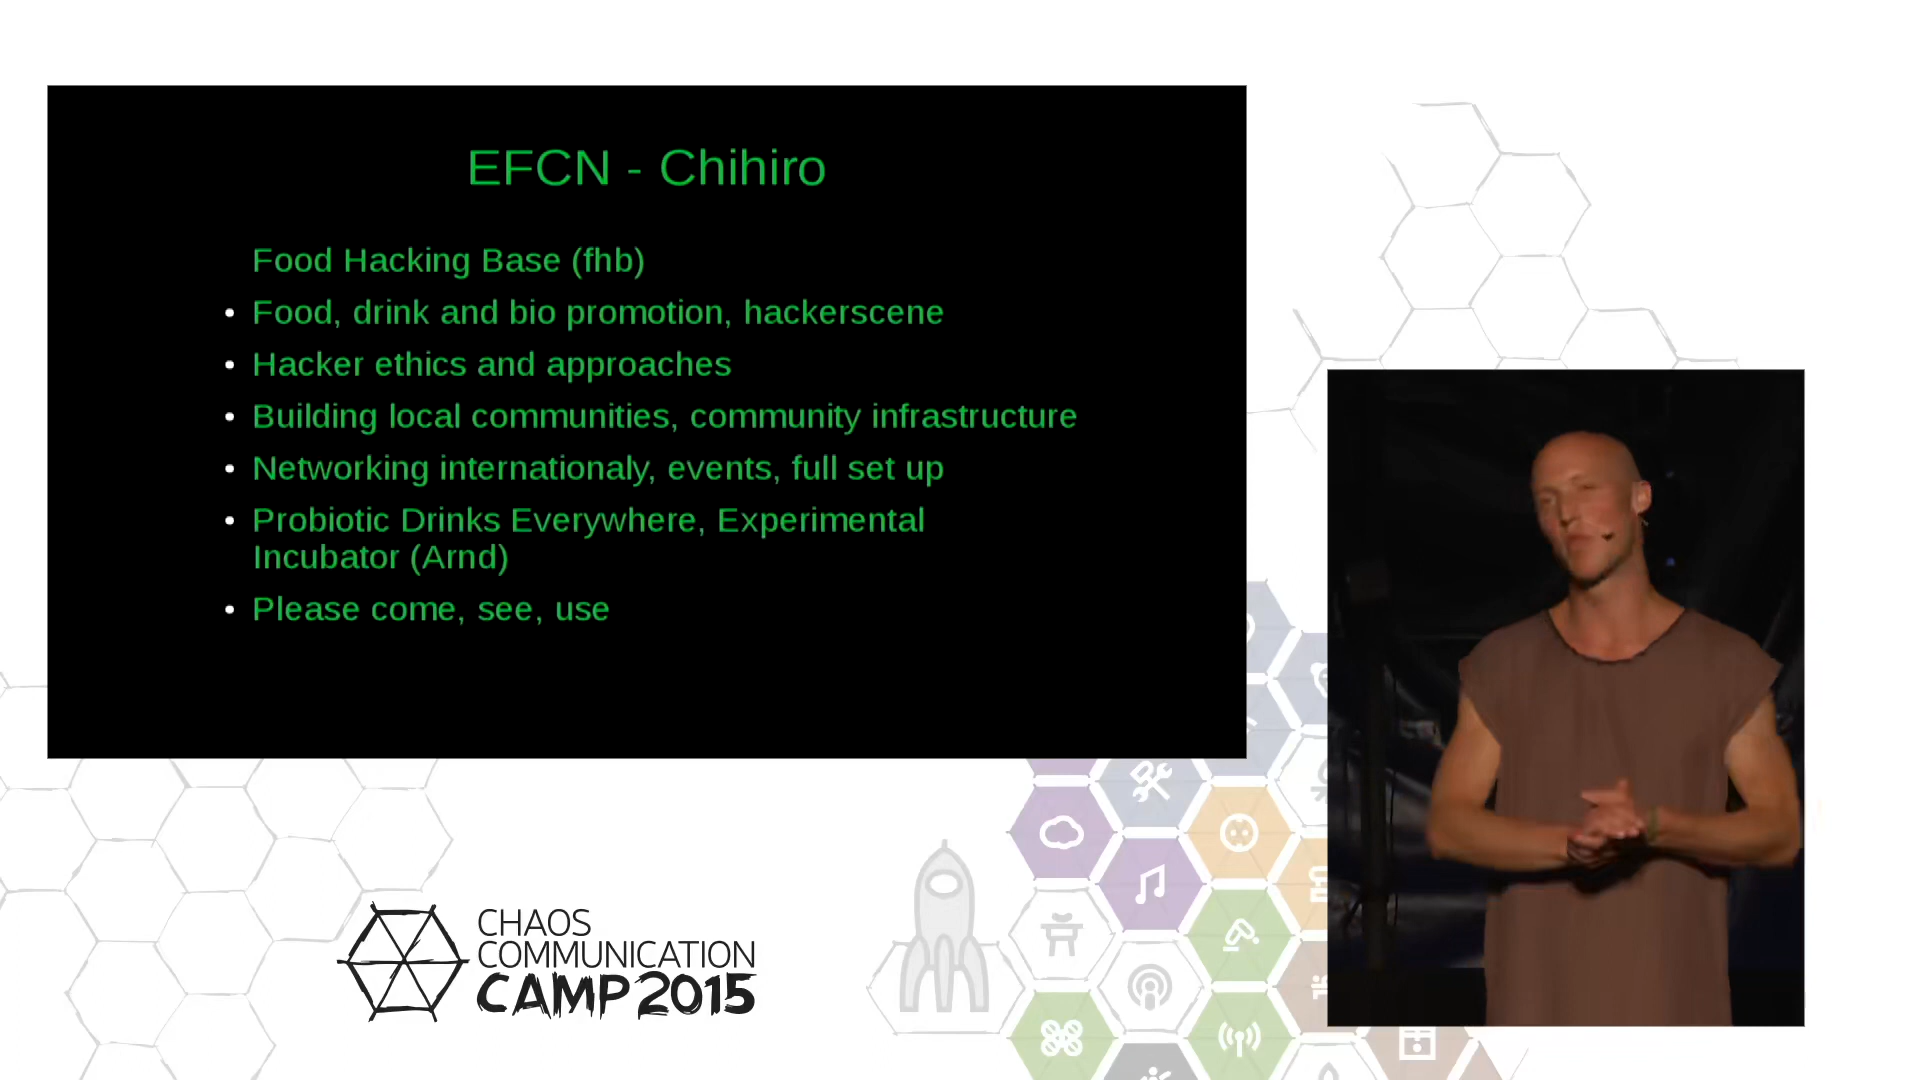 EFCN - Chihiro
Food Hacking Base (fhb)
• Food, drink and bio promotion, hackerscene
• Hacker ethics and approaches
• Building local communities, community infrastructure
• Networking internationaly, events, full set up
• Probiotic Drinks Everywhere, Experimental
Incubator (Arnd)
• Please come, see, use
CHAOS
COMMUNICATION
CAMP 2015